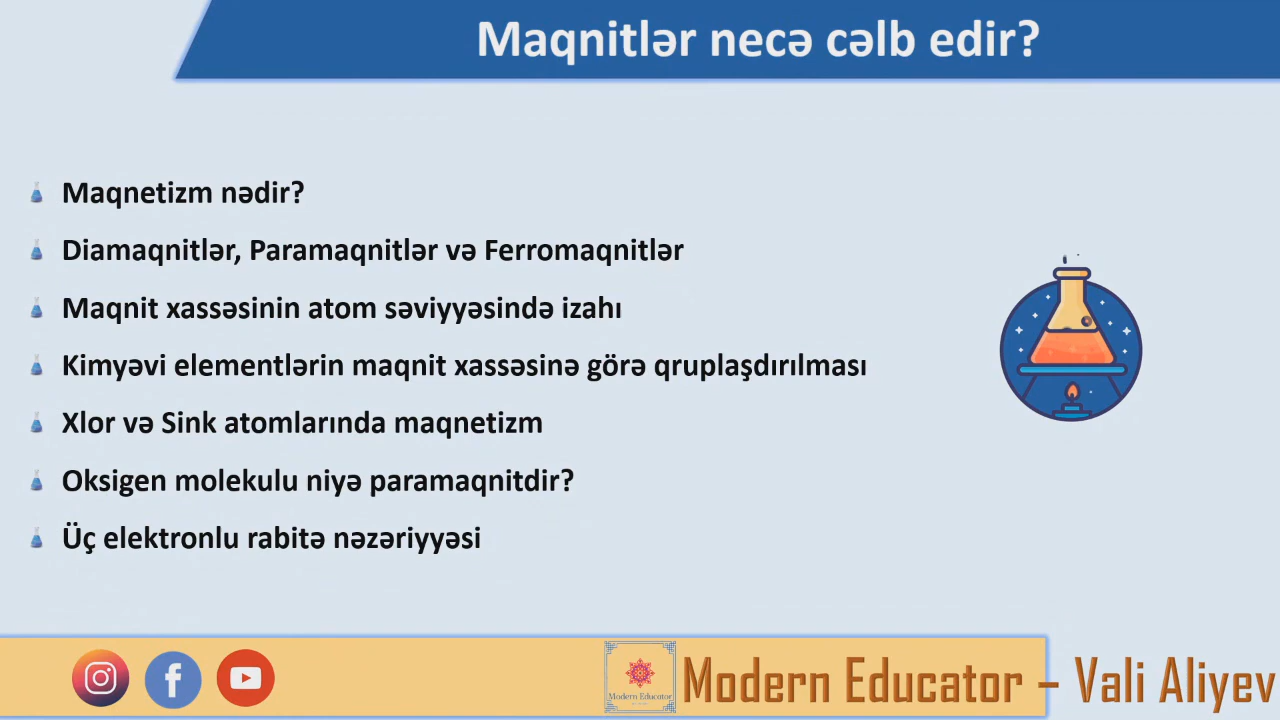 Maqnitlər necə cəlb edir?
Maqnetizm nədir?
Diamaqnitlər, Paramaqnitlər və Ferromaqnitlər
Maqnit xassəsinin atom səviyyəsində izahı
Kimyəvi elementlərin maqnit xassəsinə görə qruplaşdırılması
Xlor və Sink atomlarında maqnetizm
Oksigen molekulu niyə paramaqnitdir?
Üç elektronlu rabitə nəzəriyyəsi
Modern Educator
Modern Educator – Vali Aliyev